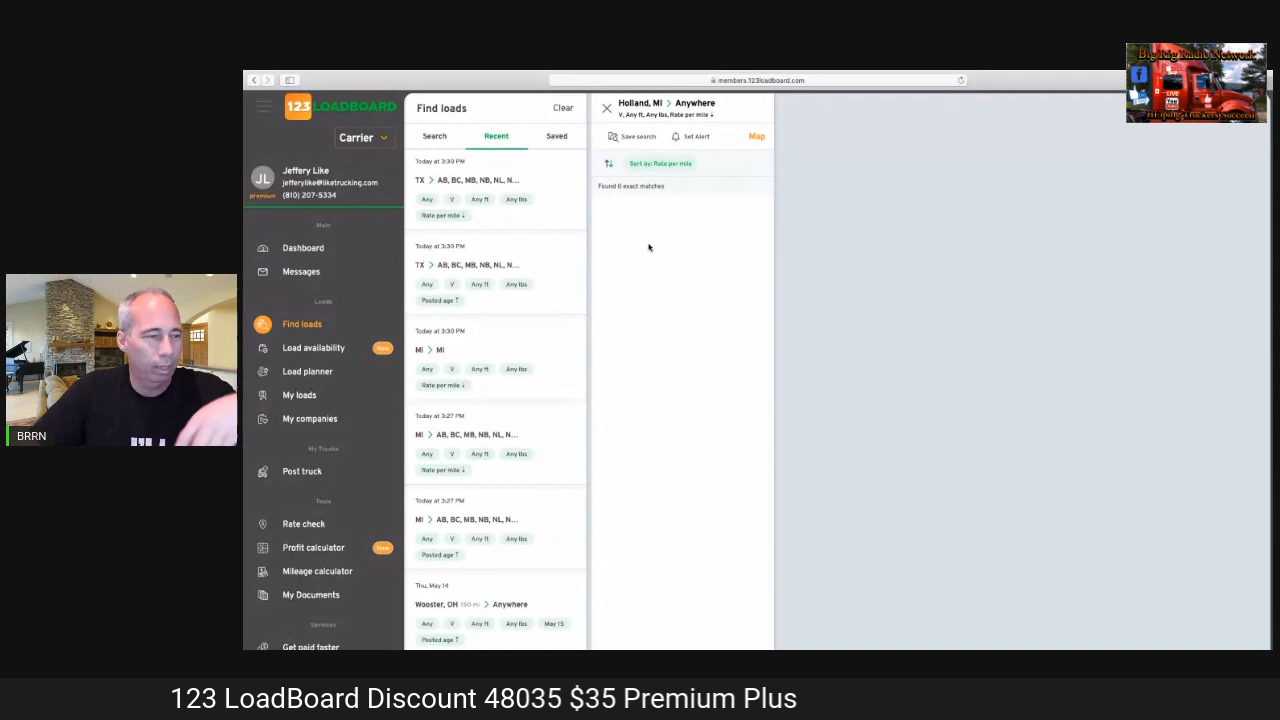 Big Rig Radio Network
LIVE
Helping Truckers Succeed
members.123loadboard.com
123LOADBOARD
Carrier
JL
premium
Jeffery Like
jefferylike@liketrucking.com
(810) 207-5334
Main
Dashboard
Messages
Loads
Find loads
Load availability New
Load planner
My loads
My companies
My Trucks
Post truck
Tools
Rate check
Profit calculator New
Mileage calculator
My Documents
Services
Get paid faster
Find loads Clear
Search Recent Saved
Today at 3:30 PM
TX > AB, BC, MB, NB, NL, N...
Any V Any ft Any lbs
Rate per mile ↓
Today at 3:30 PM
TX > AB, BC, MB, NB, NL, N...
Any V Any ft Any lbs
Posted age ↑
Today at 3:30 PM
MI > MI
Any V Any ft Any lbs
Rate per mile ↓
Today at 3:27 PM
MI > AB, BC, MB, NB, NL, N...
Any V Any ft Any lbs
Rate per mile ↓
Today at 3:27 PM
MI > AB, BC, MB, NB, NL, N...
Any V Any ft Any lbs
Posted age ↑
Thu, May 14
Wooster, OH 150 mi > Anywhere
Any V Any ft Any lbs May 15
Posted age ↑
Holland, MI > Anywhere
V, Any ft, Any lbs, Rate per mile ↓
Save search Set Alert Map
Sort by: Rate per mile
Found 0 exact matches
BRRN
123 LoadBoard Discount 48035 $35 Premium Plus